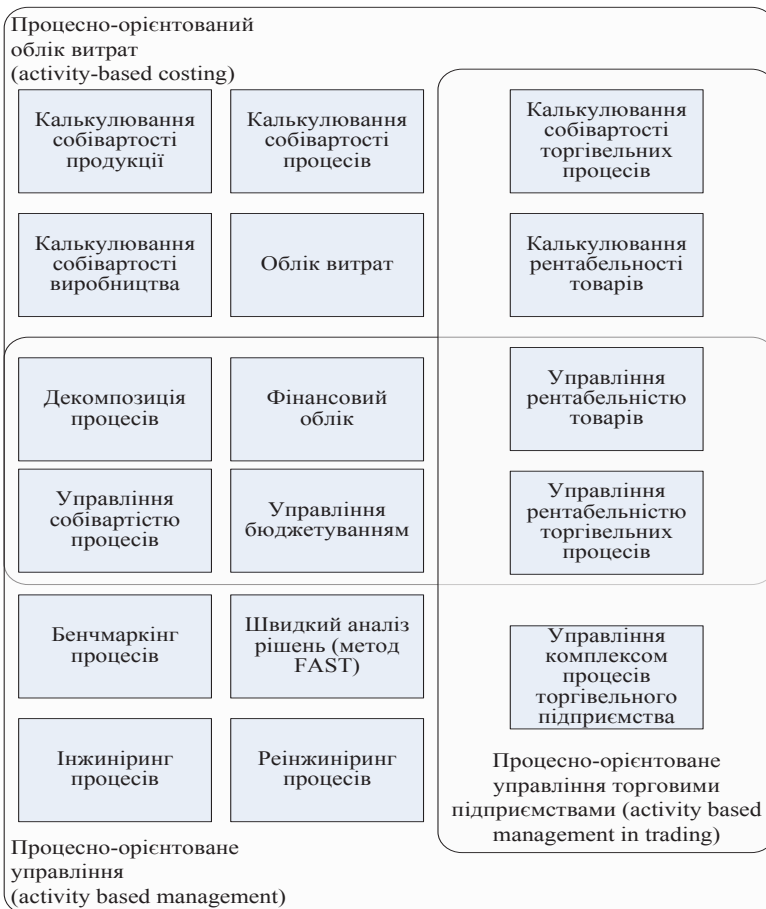 Процесно-орієнтований
облік витрат
(activity-based costing)
Калькулювання
собівартості
продукції
Калькулювання
собівартості
процесів
Калькулювання
собівартості
торгівельних
процесів
Калькулювання
собівартості
виробництва
Облік витрат
Калькулювання
рентабельності
товарів
Декомпозиція
процесів
Фінансовий
облік
Управління
рентабельністю
товарів
Управління
собівартістю
процесів
Управління
бюджетуванням
Управління
рентабельністю
торгівельних
процесів
Бенчмаркінг
процесів
Швидкий аналіз
рішень (метод
FAST)
Управління
комплексом
процесів
торгівельного
підприємства
Інжиніринг
процесів
Реінжиніринг
процесів
Процесно-орієнтоване
управління торговими
підприємствами (activity based
management in trading)
Процесно-орієнтоване
управління
(activity based management)